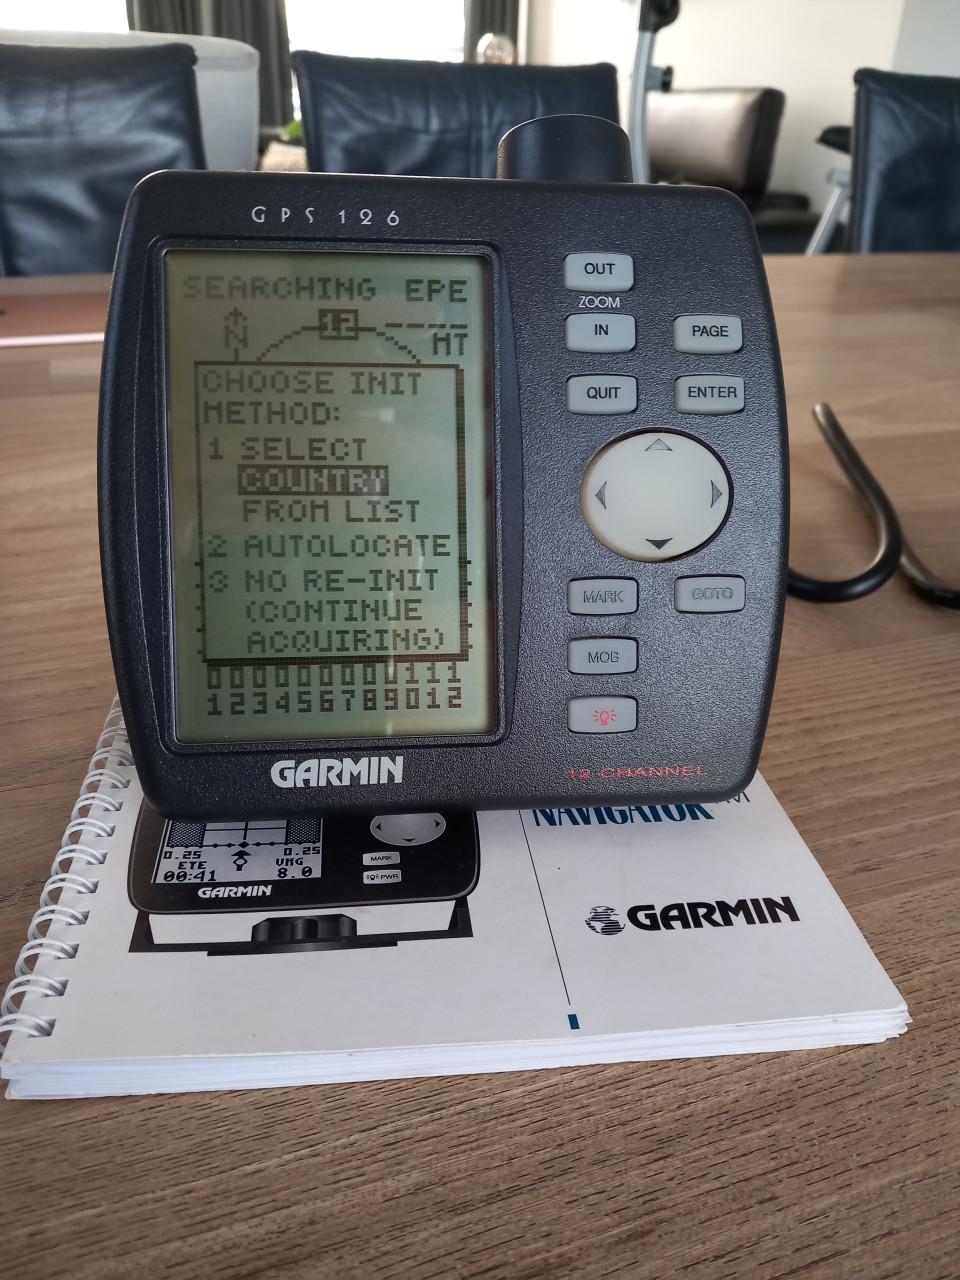 GPS 126
SEARCHING EPE
N
12
----
CHOOSE INIT
METHOD:
1 SELECT
COUNTRY
FROM LIST
2 AUTOLOCATE
3 NO RE-INIT
(CONTINUE
ACQUIRING)
000000000111
123456789012
GARMIN
OUT
ZOOM
IN
PAGE
QUIT
ENTER
MARK
GOTO
MOB
12 CHANNEL
NAVIGATOR™
0.25 0.25
ETE VMG
00:41 8.0
GARMIN
MARK
PWR
GARMIN